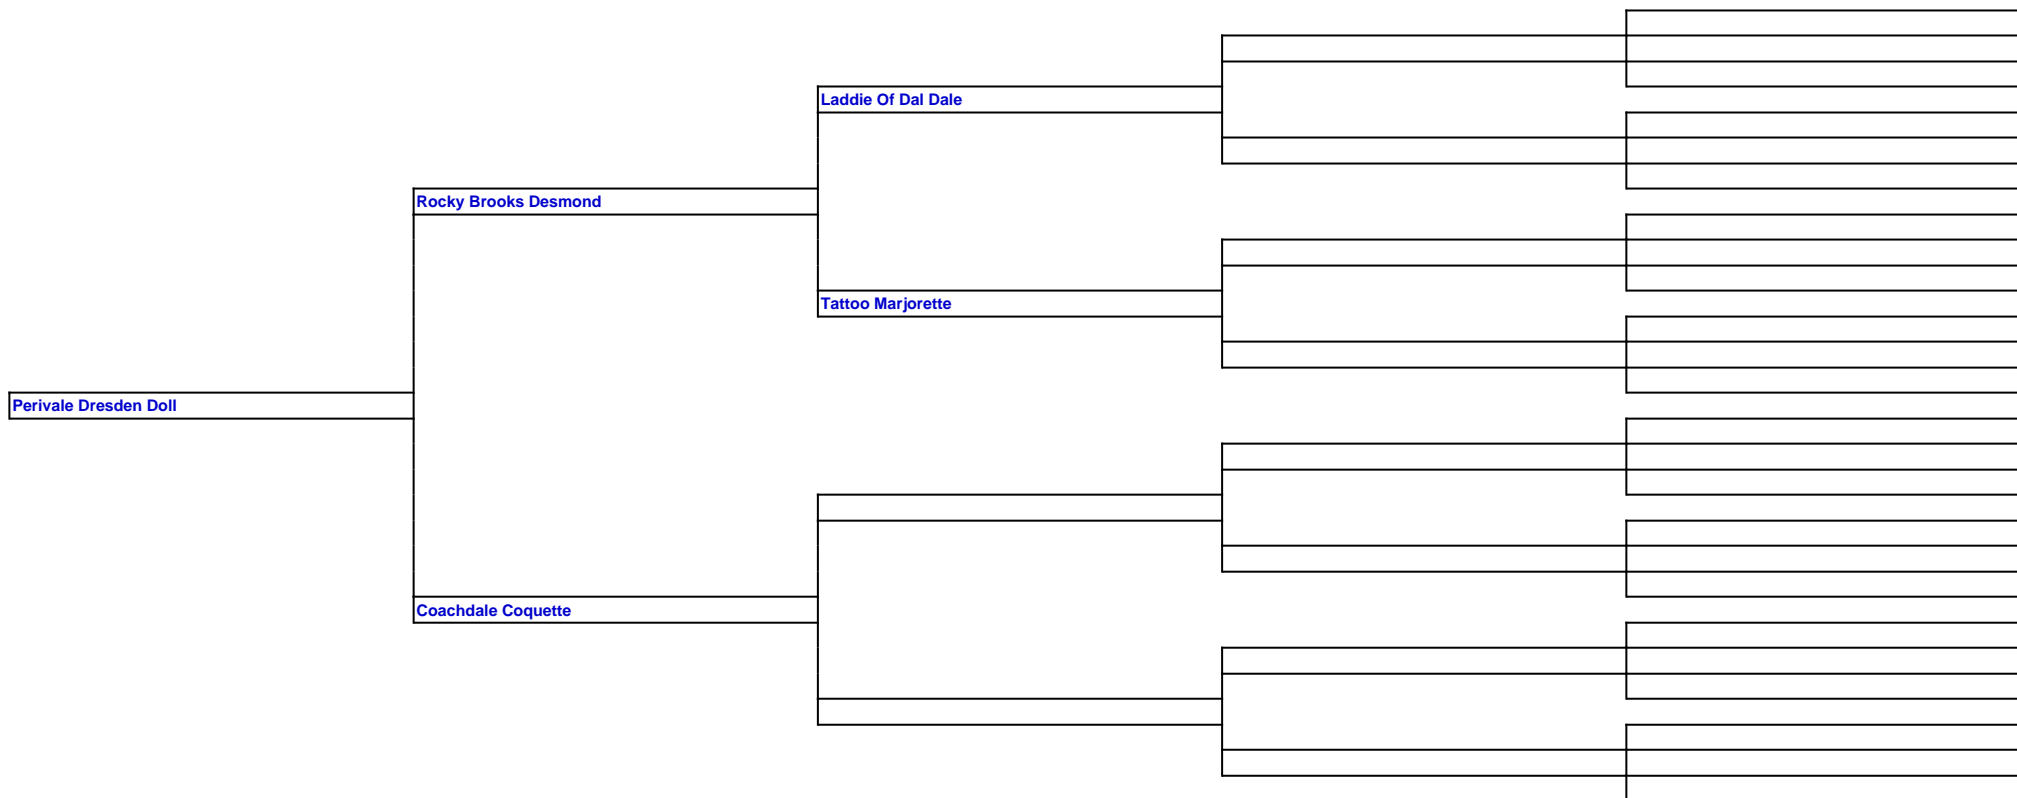 Laddie Of Dal Dale
Rocky Brooks Desmond
Tattoo Marjorette
Perivale Dresden Doll
Coachdale Coquette